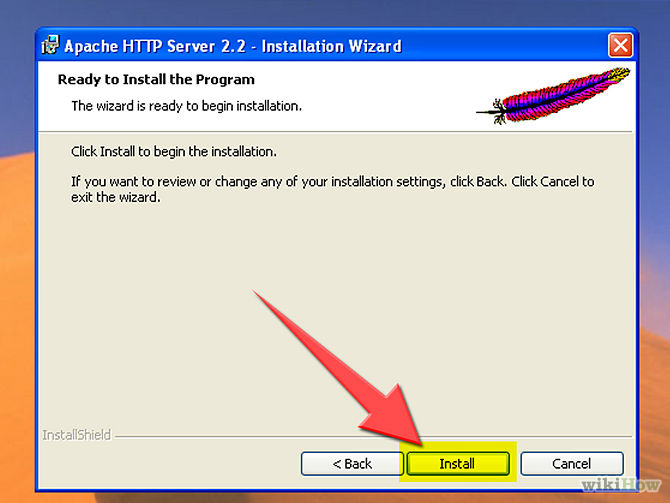 Apache HTTP Server 2.2 - Installation Wizard
Ready to Install the Program
The wizard is ready to begin installation.
Click Install to begin the installation.
If you want to review or change any of your installation settings, click Back. Click Cancel to
exit the wizard.
InstallShield
< Back
Install
Cancel
wikiHow